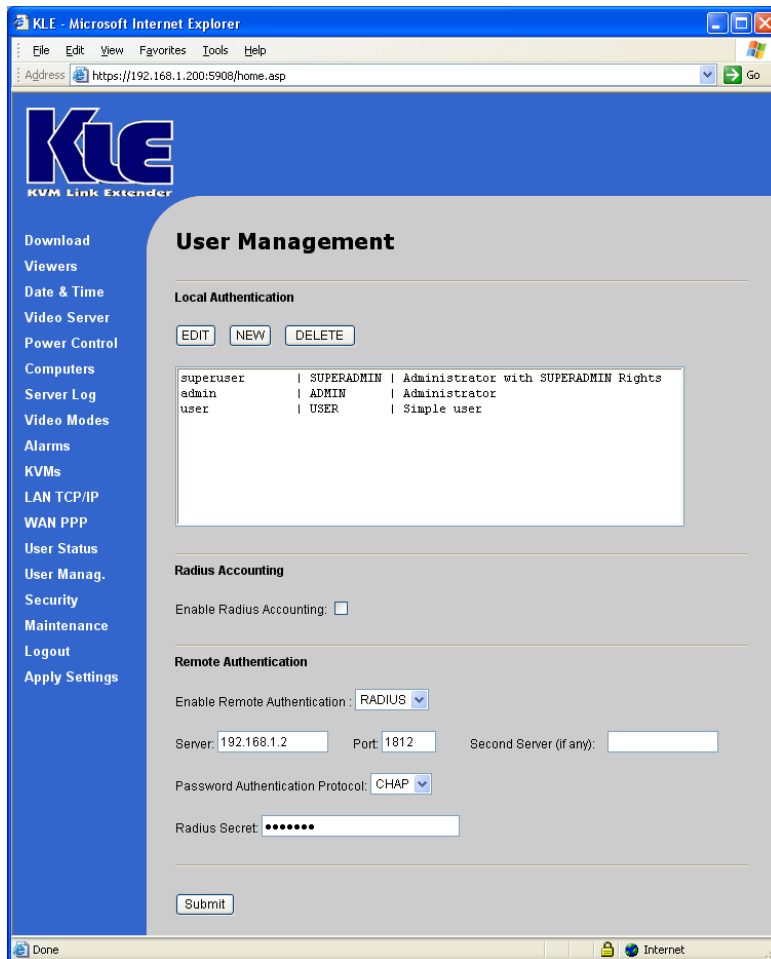 KLE - Microsoft Internet Explorer
File Edit View Favorites Tools Help
Address https://192.168.1.200:5908/home.asp Go
KLE
KVM Link Extender
Download
Viewers
Date & Time
Video Server
Power Control
Computers
Server Log
Video Modes
Alarms
KVMs
LAN TCP/IP
WAN PPP
User Status
User Manag.
Security
Maintenance
Logout
Apply Settings
User Management
Local Authentication
EDIT NEW DELETE
superuser | SUPERADMIN | Administrator with SUPERADMIN Rights
admin | ADMIN | Administrator
user | USER | Simple user
Radius Accounting
Enable Radius Accounting:
Remote Authentication
Enable Remote Authentication : RADIUS
Server: 192.168.1.2 Port: 1812 Second Server (if any):
Password Authentication Protocol: CHAP
Radius Secret: •••••••
Submit
Done Internet